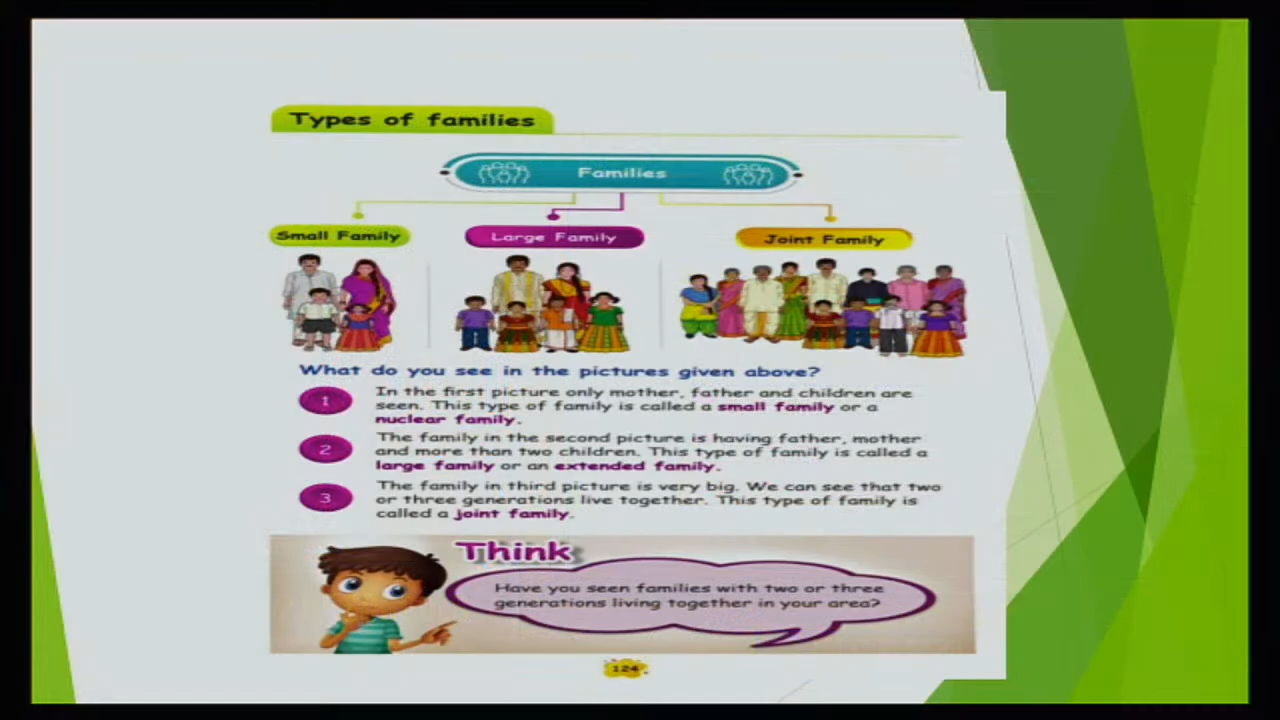 Types of families
Families
Small Family
Large Family
Joint Family
What do you see in the pictures given above?
1
In the first picture only mother, father and children are
seen. This type of family is called a small family or a
nuclear family.
2
The family in the second picture is having father, mother
and more than two children. This type of family is called a
large family or an extended family.
3
The family in third picture is very big. We can see that two
or three generations live together. This type of family is
called a joint family.
Think
Have you seen families with two or three
generations living together in your area?
124